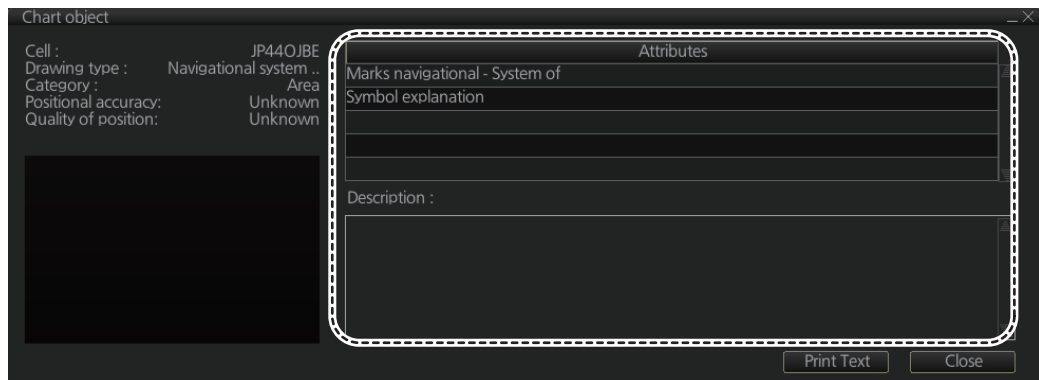 Chart object
Cell : JP44OJBE
Drawing type : Navigational system ..
Category : Area
Positional accuracy: Unknown
Quality of position: Unknown
Attributes
Marks navigational - System of
Symbol explanation
Description :
Print Text
Close